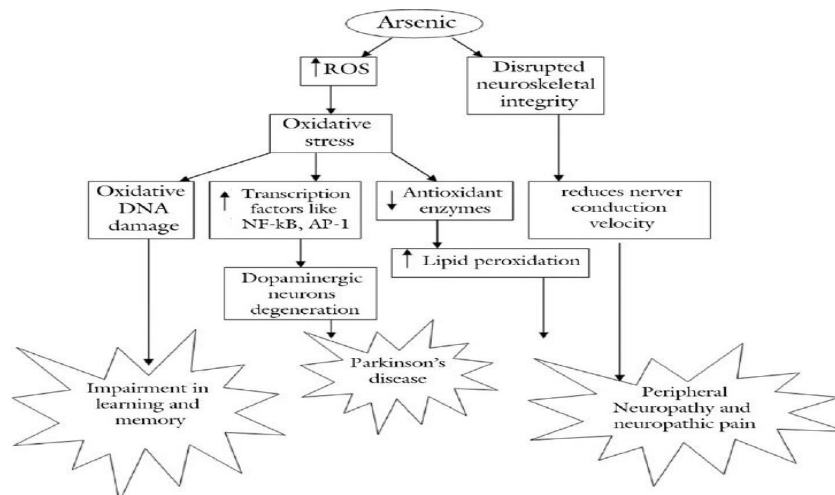 Arsenic
↑ROS
Disrupted
neuroskeletal
integrity
Oxidative
stress
Oxidative
DNA
damage
↑ Transcription
factors like
NF-kB, AP-1
↓ Antioxidant
enzymes
reduces nerver
conduction
velocity
↑ Lipid peroxidation
Dopaminergic
neurons
degeneration
Parkinson's
disease
Impairment in
learning and
memory
Peripheral
Neuropathy and
neuropathic pain